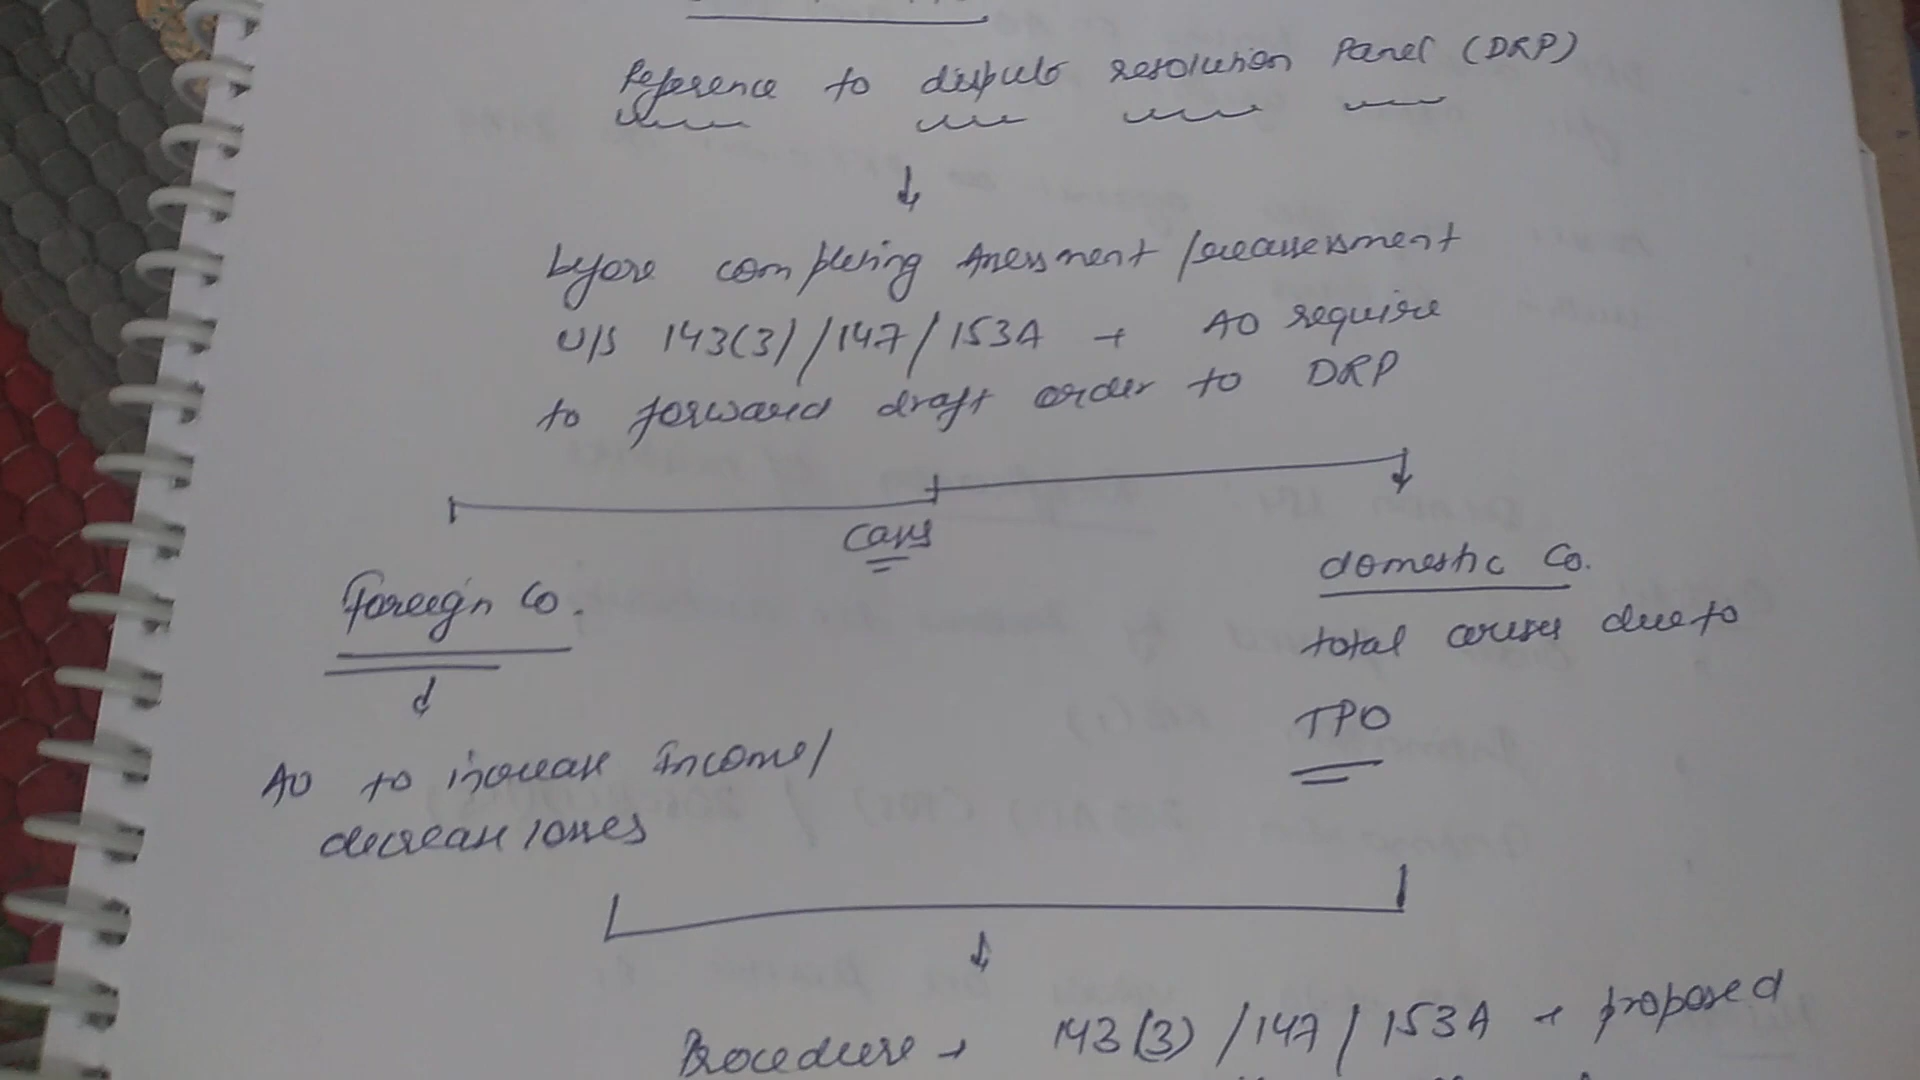 Reference to dispute resolution Panel (DRP)
↓
before completing Assessment / reassessment
U/S 143(3) / 147 / 153A → AO require
to forward draft order to DRP
Cases
Foreign Co.
domestic Co.
total arises due to
TPO
↓
AO to increase Income/
decrease losses
↓
Procedure → 143(3) / 147 / 153A → proposed